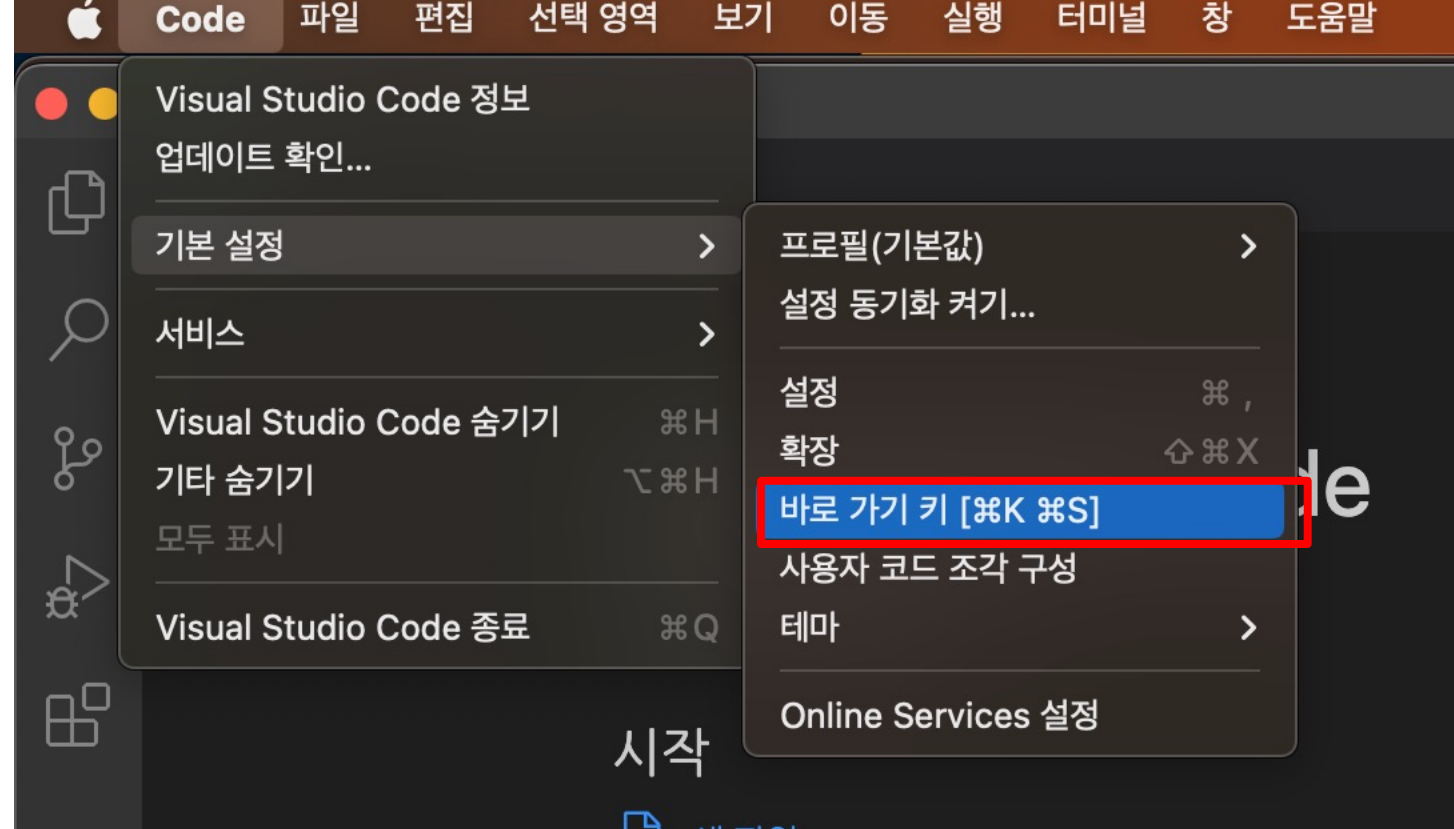 Code 파일 편집 선택 영역 보기 이동 실행 터미널 창 도움말
Visual Studio Code 정보
업데이트 확인...
기본 설정
서비스
Visual Studio Code 숨기기 ⌘H
기타 숨기기 ⌥⌘H
모두 표시
Visual Studio Code 종료 ⌘Q
프로필(기본값)
설정 동기화 켜기...
설정 ⌘ ,
확장 ⇧⌘X
바로 가기 키 [⌘K ⌘S]
사용자 코드 조각 구성
테마
Online Services 설정
시작